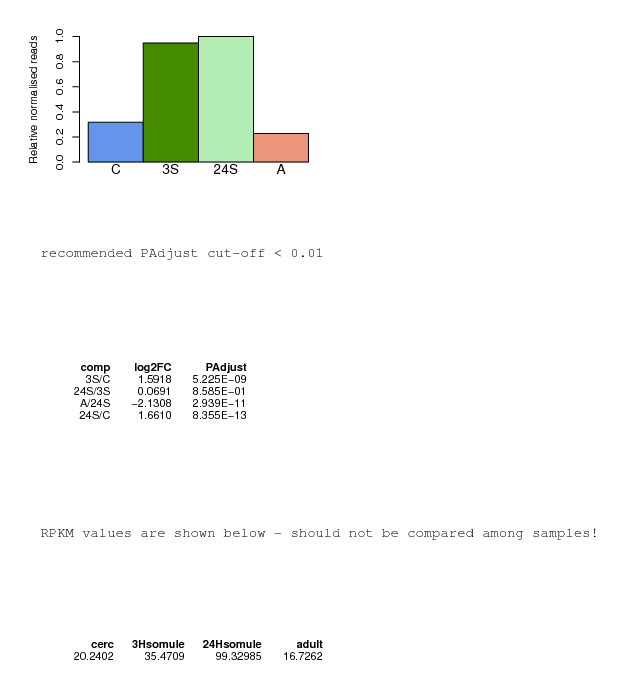 Relative normalised reads
1.0
0.8
0.6
0.4
0.2
0.0
C 3S 24S A
recommended PAdjust cut-off < 0.01
comp log2FC PAdjust
3S/C 1.5918 5.225E−09
24S/3S 0.0691 8.585E−01
A/24S −2.1308 2.939E−11
24S/C 1.6610 8.355E−13
RPKM values are shown below - should not be compared among samples!
cerc 3Hsomule 24Hsomule adult
20.2402 35.4709 99.32985 16.7262